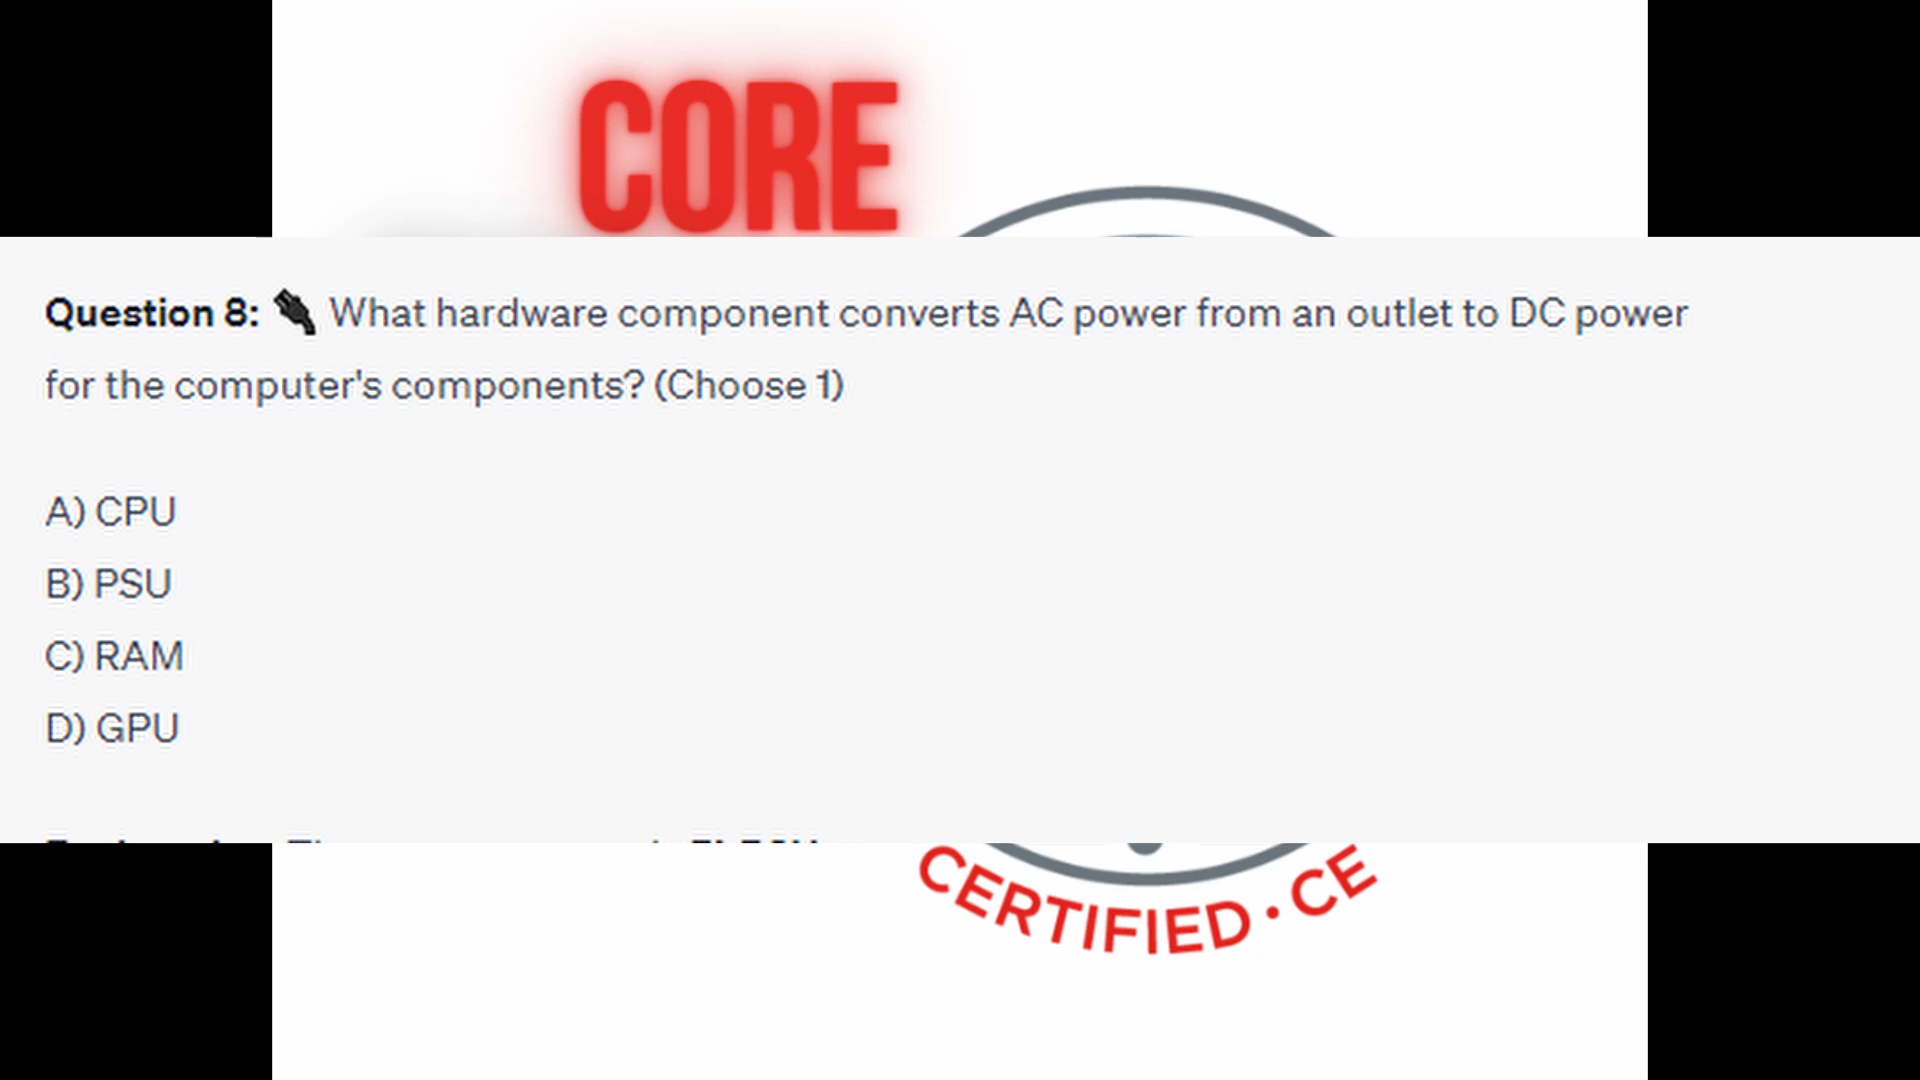 CORE
Question 8: 🔌 What hardware component converts AC power from an outlet to DC power
for the computer's components? (Choose 1)
A) CPU
B) PSU
C) RAM
D) GPU
CERTIFIED • CE